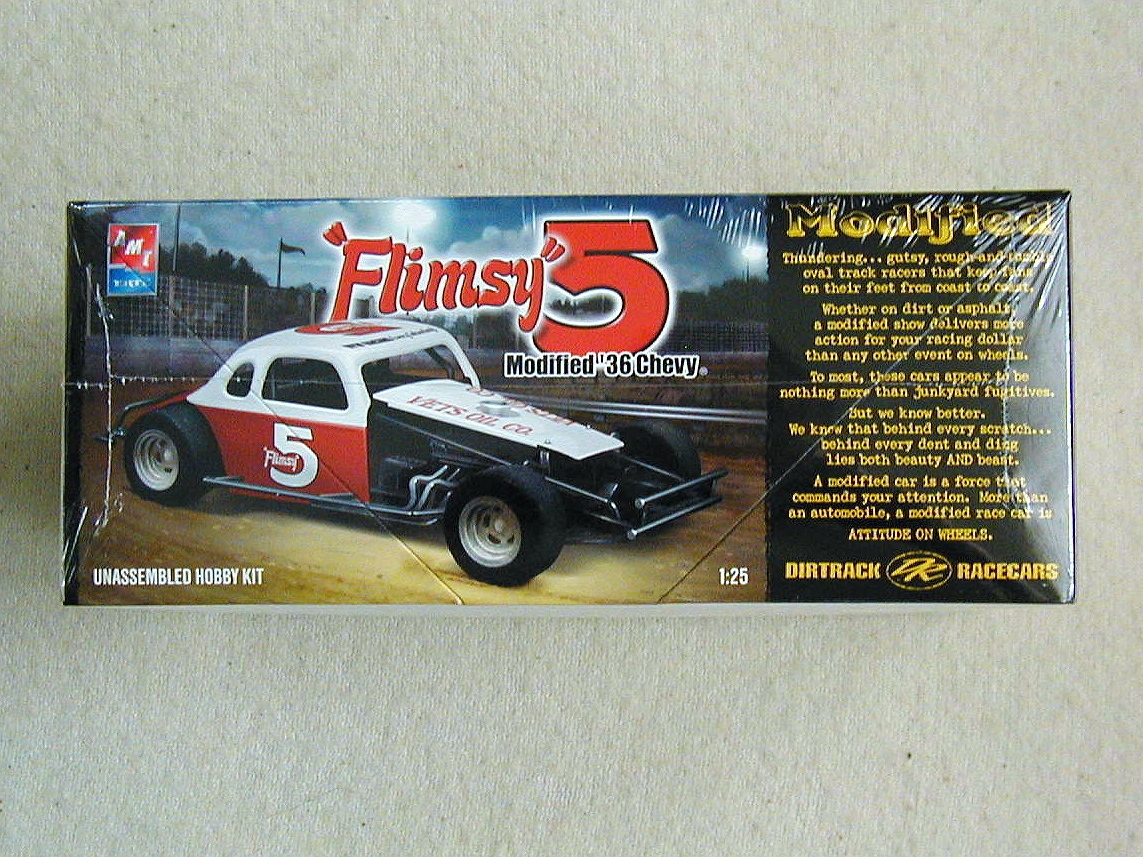 AMT
ERTL
"Flimsy" 5
Modified '36 Chevy
VETS OIL CO.
5
Flimsy
UNASSEMBLED HOBBY KIT
1:25
Modified
Thundering... gutsy, rough-and-tumble
oval track racers that keep fans
on their feet from coast to coast.
Whether on dirt or asphalt,
a modified show delivers more
action for your racing dollar
than any other event on wheels.
To most, these cars appear to be
nothing more than junkyard fugitives.
But we know better.
We know that behind every scratch...
behind every dent and ding
lies both beauty AND beast.
A modified car is a force that
commands your attention. More than
an automobile, a modified race car is
ATTITUDE ON WHEELS.
DIRTRACK DR RACECARS